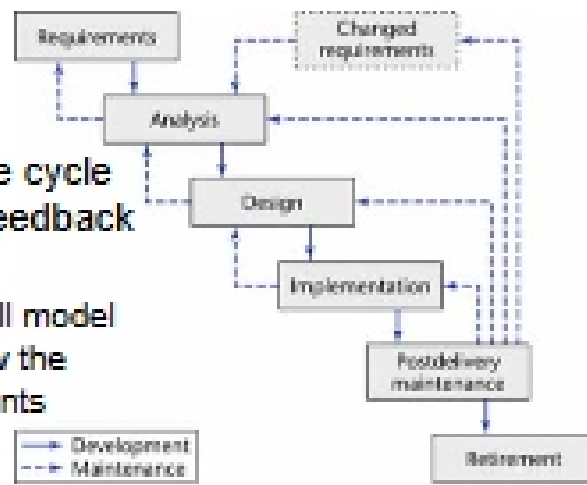 Requirements
Changed
requirements
Analysis
e cycle
Design
eedback
Implementation
ll model
w the
nts
Postdelivery
maintenance
Development
Maintenance
Retirement